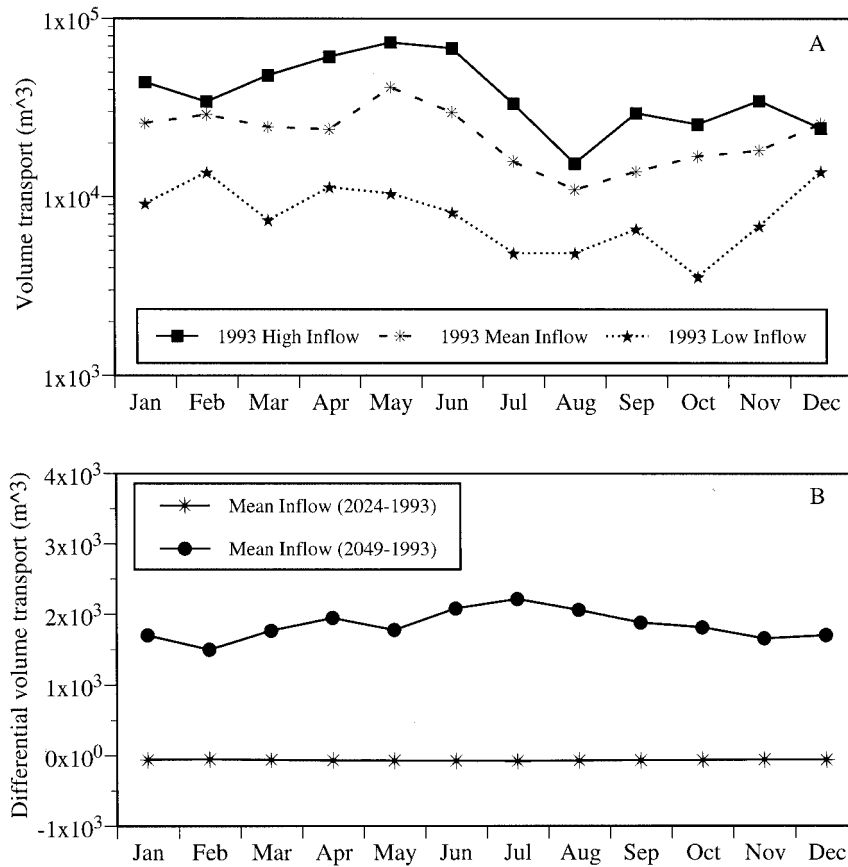 1x10^5
A
Volume transport (m^3)
1x10^4
1993 High Inflow 1993 Mean Inflow 1993 Low Inflow
1x10^3
Jan Feb Mar Apr May Jun Jul Aug Sep Oct Nov Dec
4x10^3
B
Mean Inflow (2024-1993)
3x10^3
Mean Inflow (2049-1993)
Differential volume transport (m^3)
2x10^3
1x10^3
0x10^0
-1x10^3
Jan Feb Mar Apr May Jun Jul Aug Sep Oct Nov Dec